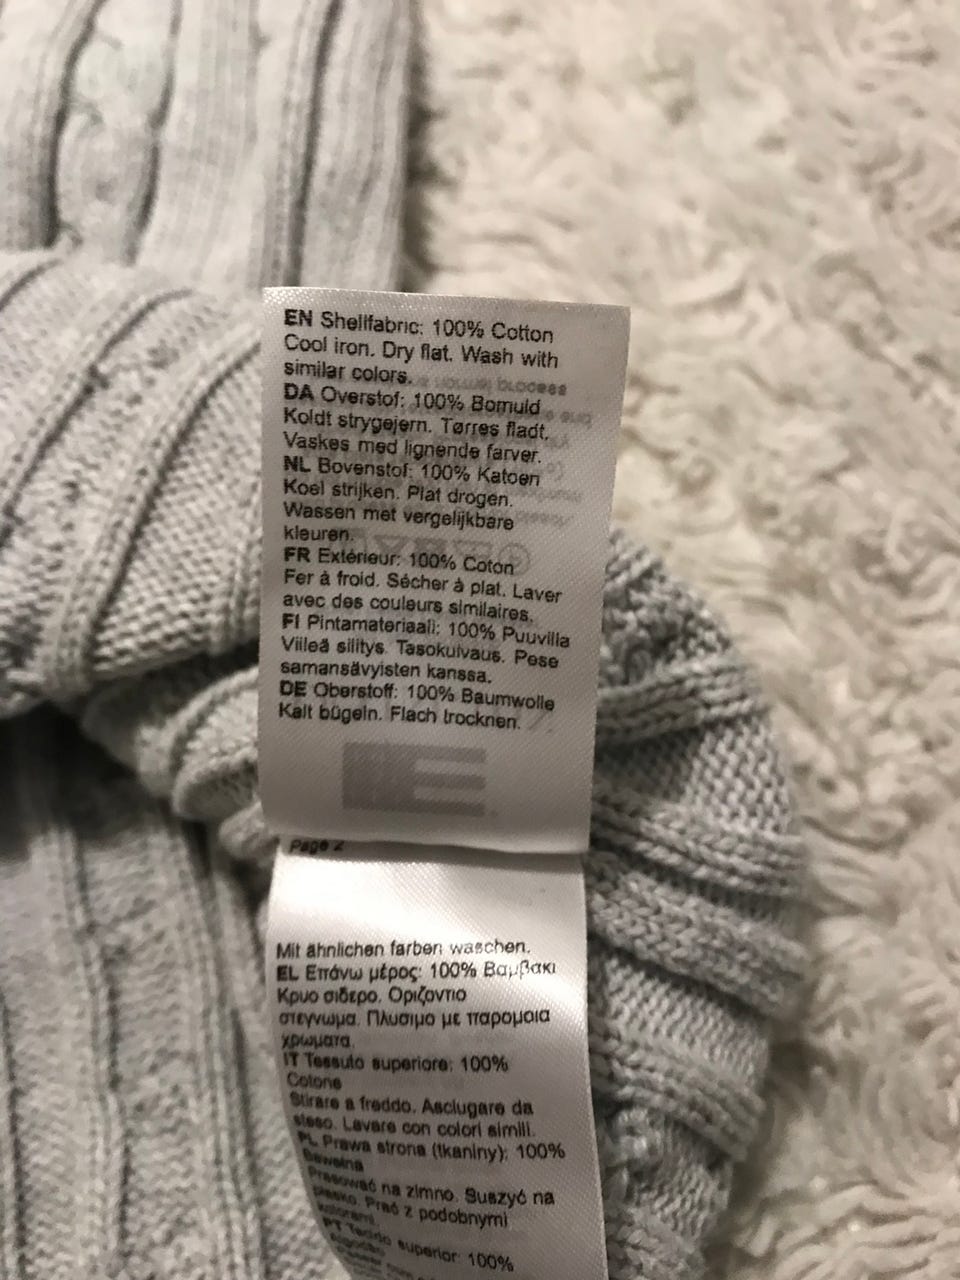 EN Shellfabric: 100% Cotton
Cool iron. Dry flat. Wash with
similar colors.
DA Overstof: 100% Bomuld
Koldt strygejern. Tørres fladt.
Vaskes med lignende farver.
NL Bovenstof: 100% Katoen
Koel strijken. Plat drogen.
Wassen met vergelijkbare
kleuren.
FR Extérieur: 100% Coton
Fer à froid. Sécher à plat. Laver
avec des couleurs similaires.
FI Pintamateriaali: 100% Puuvilla
Viileä silitys. Tasokuivaus. Pese
samansävyisten kanssa.
DE Oberstoff: 100% Baumwolle
Kalt bügeln. Flach trocknen.
Page 2
Mit ähnlichen farben waschen.
EL Επάνω μέρος: 100% Βαμβακι
Κρυο σιδερο. Οριζοντιο
στεγνωμα. Πλυσιμο με παρομοια
χρωματα.
IT Tessuto superiore: 100%
Cotone
Stirare a freddo. Asciugare da
steso. Lavare con colori simili.
PL Prawa strona (tkaniny): 100%
Bawełna
Prasować na zimno. Suszyć na
płasko. Prać z podobnymi
kolorami.
PT Tecido superior: 100%
Algodão